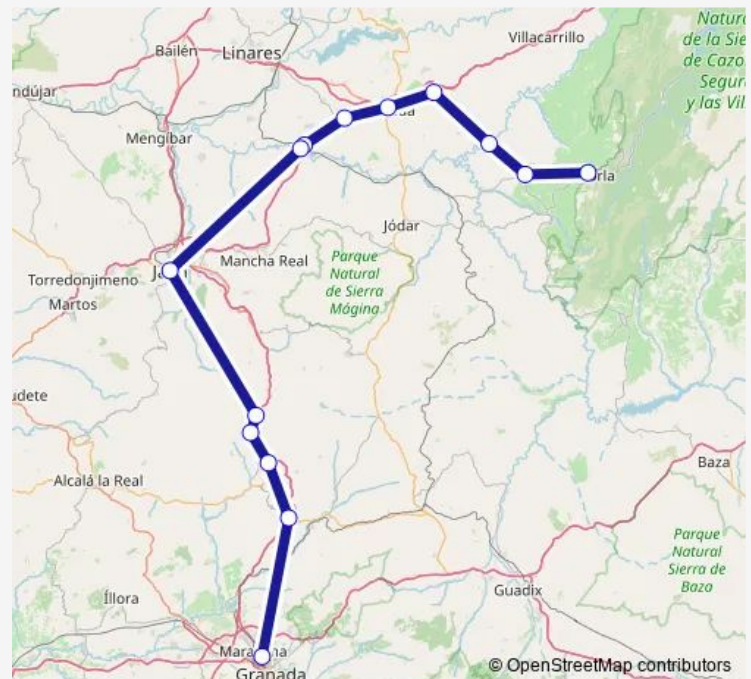 Natur
de la Sie
de Cazo
Segur
y las Vil
Villacarrillo
Bailén
Linares
ndújar
Mengíbar
Jódar
Mancha Real
Parque
Natural
de Sierra
Mágina
Torredonjimeno
Martos
udete
Alcalá la Real
Baza
Parque
Natural
Sierra de
Baza
Guadix
Íllora
Granada
© OpenStreetMap contributors